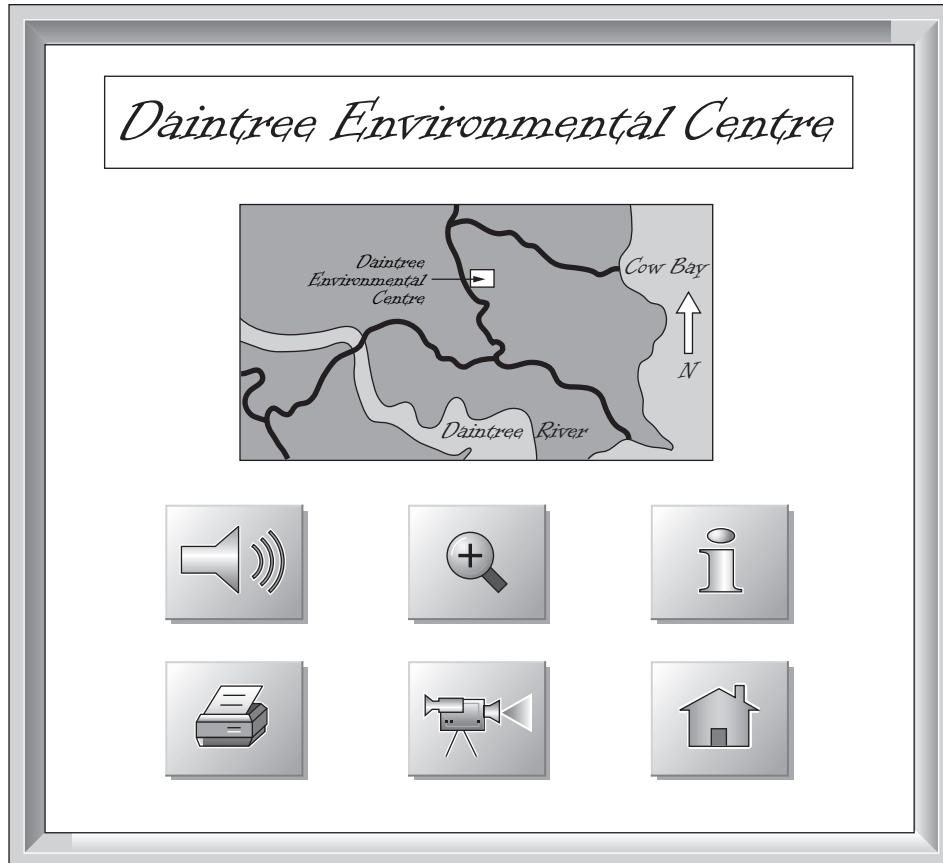 Daintree Environmental Centre
Daintree
Environmental
Centre
Cow Bay
N
Daintree River